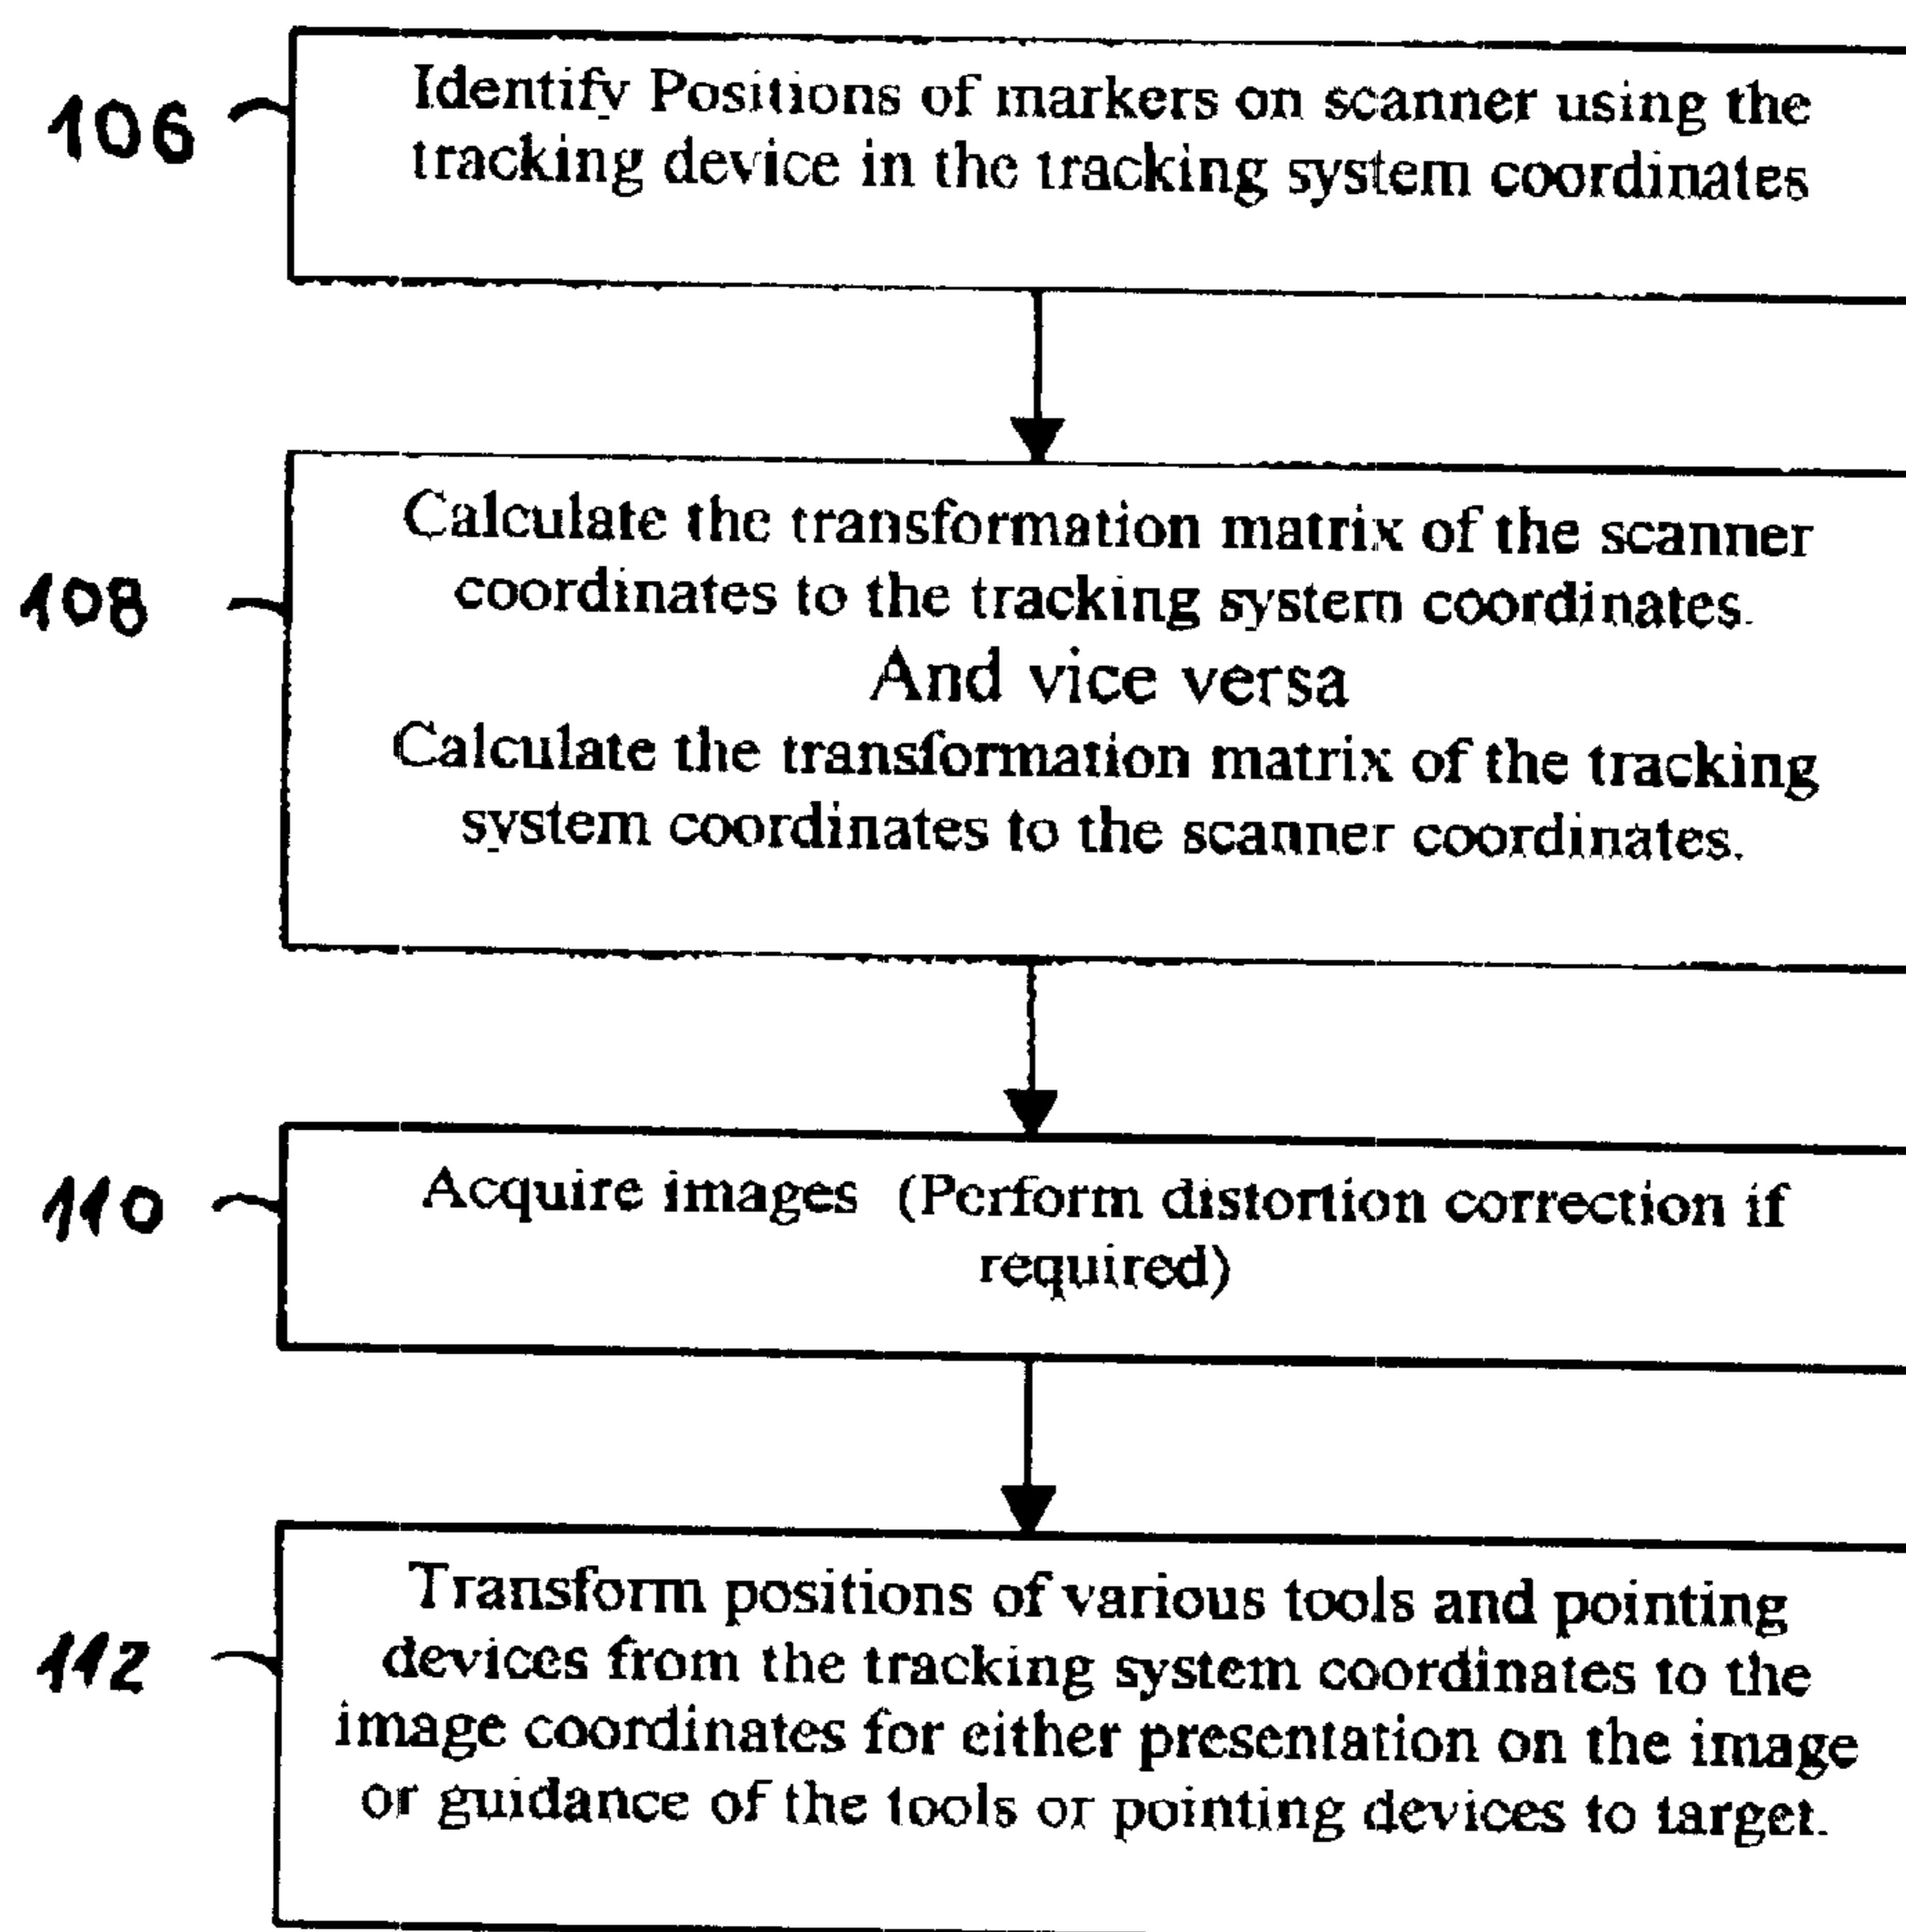 106
Identify Positions of markers on scanner using the
tracking device in the tracking system coordinates
108
Calculate the transformation matrix of the scanner
coordinates to the tracking system coordinates.
And vice versa
Calculate the transformation matrix of the tracking
system coordinates to the scanner coordinates.
110
Acquire images (Perform distortion correction if
required)
112
Transform positions of various tools and pointing
devices from the tracking system coordinates to the
image coordinates for either presentation on the image
or guidance of the tools or pointing devices to target.